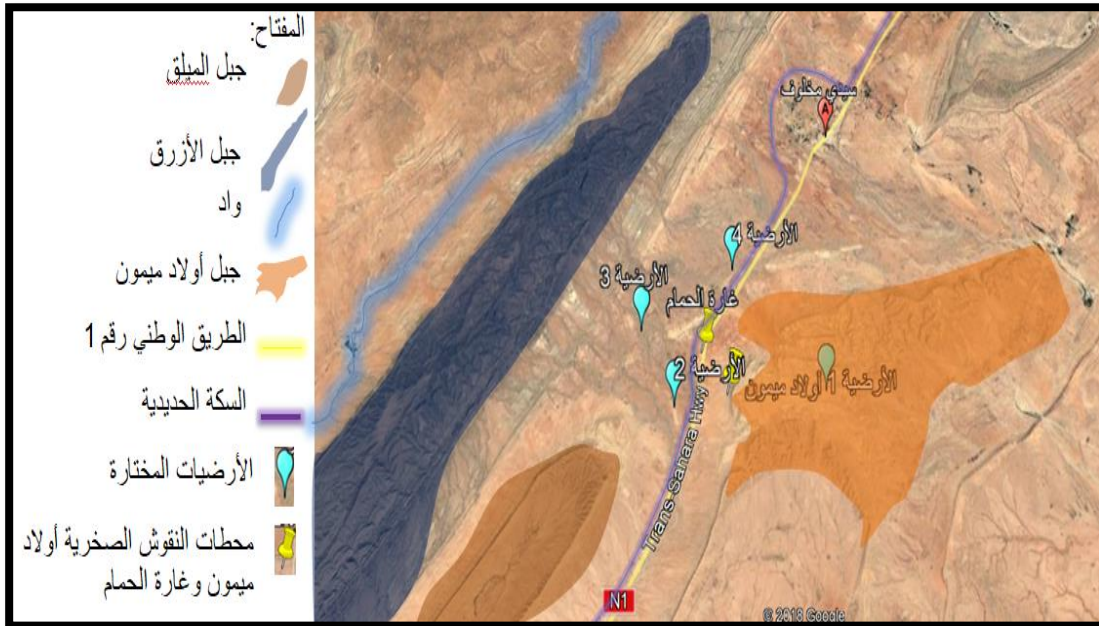 المفتاح:
جبل الميلق
جبل الأزرق
واد
جبل أولاد ميمون
الطريق الوطني رقم 1
السكة الحديدية
الأرضيات المختارة
محطات النقوش الصخرية أولاد
ميمون وغارة الحمام
سيدي مخلوف
A
الأرضية 4
الأرضية 3
غارة الحمام
الأرضية 2
الأرضية 1
أولاد ميمون
Trans Sahara Hwy
N1
© 2018 Google